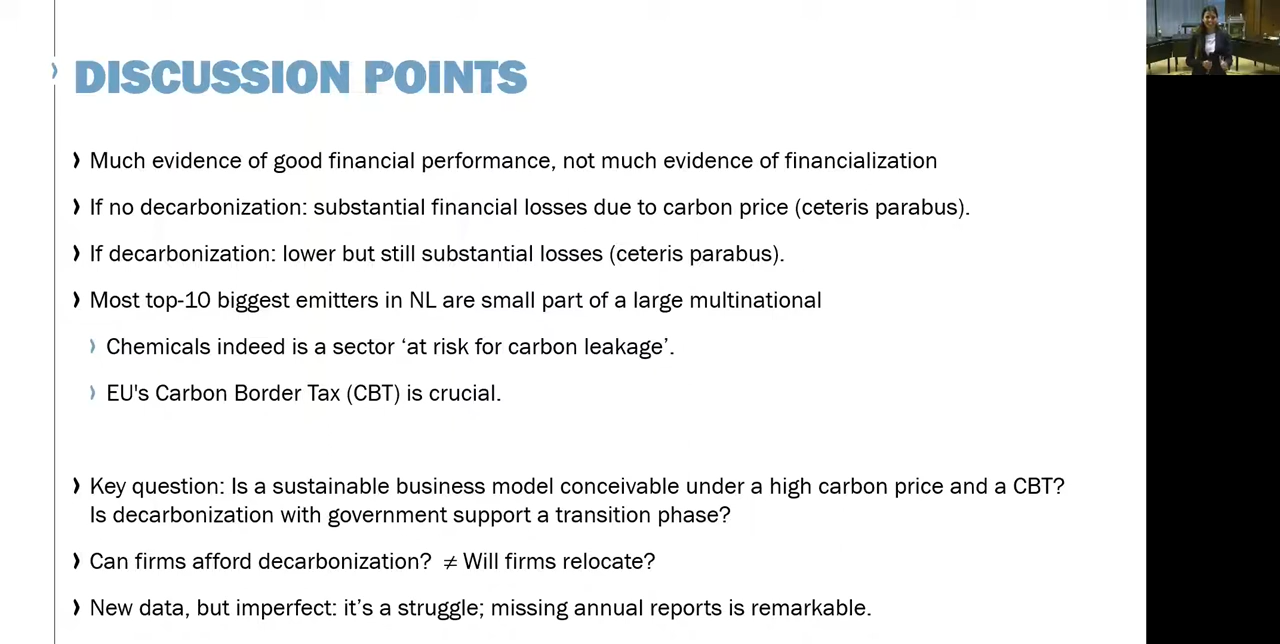 DISCUSSION POINTS
Much evidence of good financial performance, not much evidence of financialization
If no decarbonization: substantial financial losses due to carbon price (ceteris parabus).
If decarbonization: lower but still substantial losses (ceteris parabus).
Most top-10 biggest emitters in NL are small part of a large multinational
Chemicals indeed is a sector ‘at risk for carbon leakage’.
EU's Carbon Border Tax (CBT) is crucial.
Key question: Is a sustainable business model conceivable under a high carbon price and a CBT?
Is decarbonization with government support a transition phase?
Can firms afford decarbonization? ≠ Will firms relocate?
New data, but imperfect: it’s a struggle; missing annual reports is remarkable.